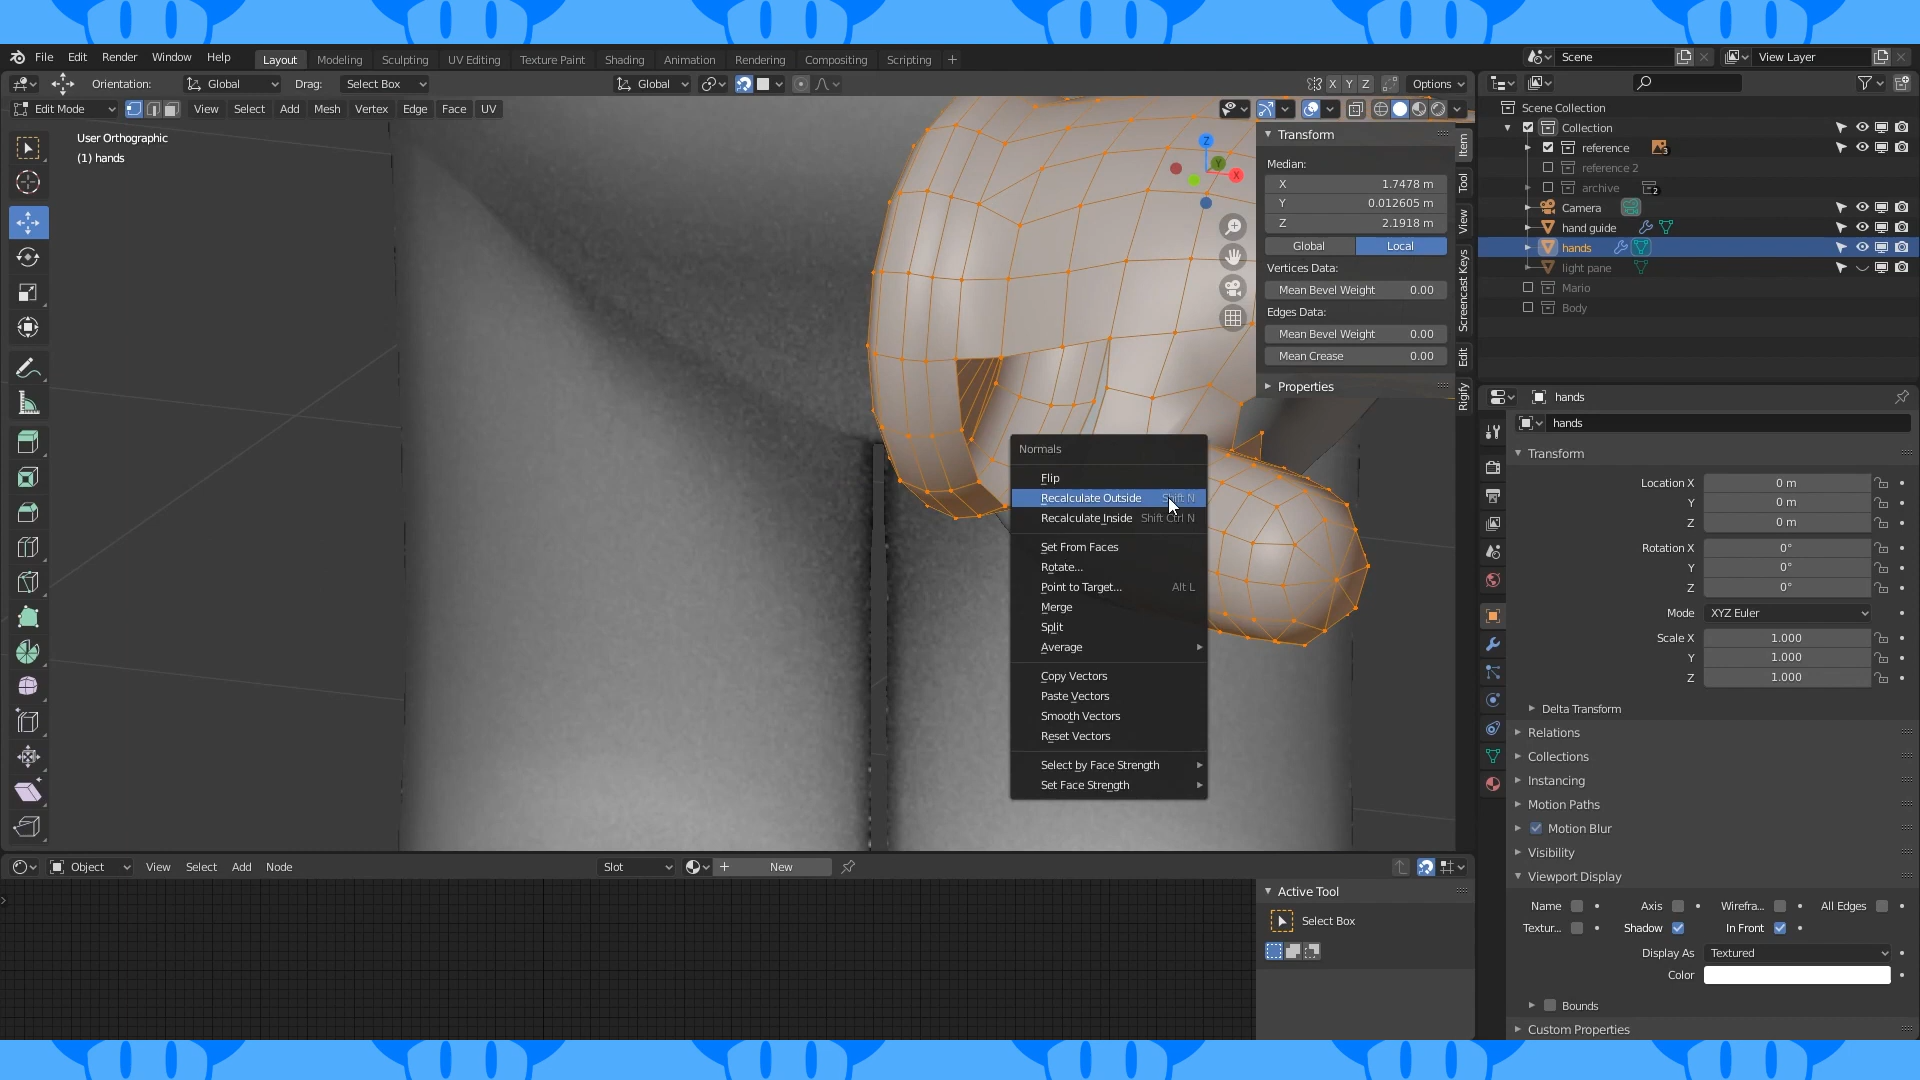 File Edit Render Window Help Layout Modeling Sculpting UV Editing Texture Paint Shading Animation Rendering Compositing Scripting + Scene View Layer
Orientation: Global Drag: Select Box Global X Y Z Options
Edit Mode View Select Add Mesh Vertex Edge Face UV
User Orthographic
(1) hands
Z
Y
X
Transform
Median:
X 1.7478 m
Y 0.012605 m
Z 2.1918 m
Global Local
Vertices Data:
Mean Bevel Weight 0.00
Edges Data:
Mean Bevel Weight 0.00
Mean Crease 0.00
Properties
Item
Tool
View
Screencast Keys
Edit
Rigify
Normals
Flip
Recalculate Outside Shift N
Recalculate Inside Shift Ctrl N
Set From Faces
Rotate...
Point to Target... Alt L
Merge
Split
Average
Copy Vectors
Paste Vectors
Smooth Vectors
Reset Vectors
Select by Face Strength
Set Face Strength
Scene Collection
Collection
reference 3
reference 2
archive 2
Camera
hand guide
hands
light pane
Mario
Body
hands
hands
Transform
Location X 0 m
Y 0 m
Z 0 m
Rotation X 0°
Y 0°
Z 0°
Mode XYZ Euler
Scale X 1.000
Y 1.000
Z 1.000
Delta Transform
Relations
Collections
Instancing
Motion Paths
Motion Blur
Visibility
Viewport Display
Name Axis Wirefra... All Edges
Textur... Shadow In Front
Display As Textured
Color
Bounds
Custom Properties
Object View Select Add Node Slot New
Active Tool
Select Box